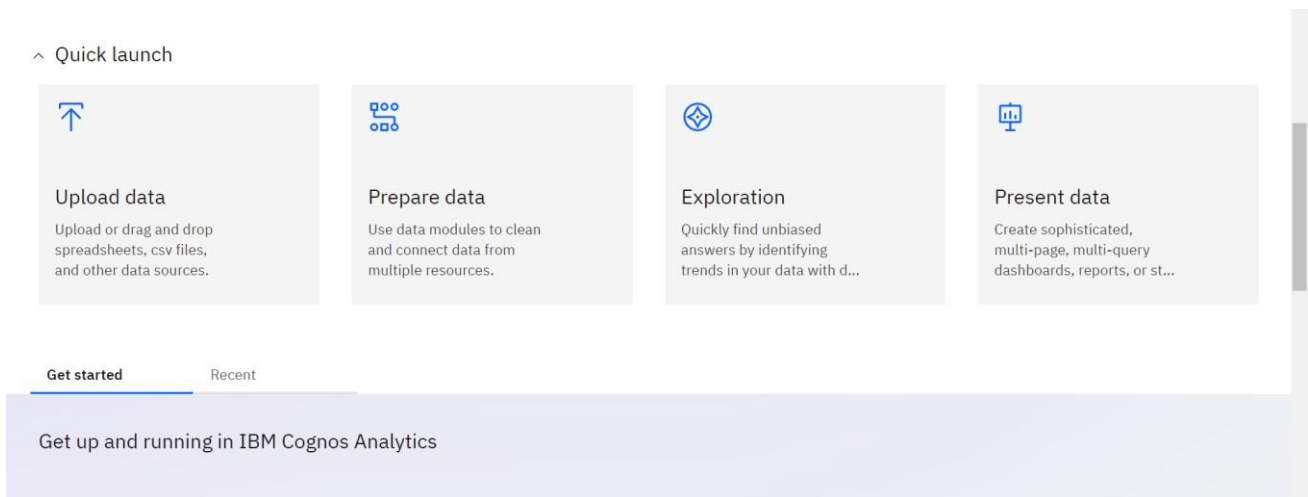 Quick launch
Upload data
Upload or drag and drop
spreadsheets, csv files,
and other data sources.
Prepare data
Use data modules to clean
and connect data from
multiple resources.
Exploration
Quickly find unbiased
answers by identifying
trends in your data with d...
Present data
Create sophisticated,
multi-page, multi-query
dashboards, reports, or st...
Get started
Recent
Get up and running in IBM Cognos Analytics